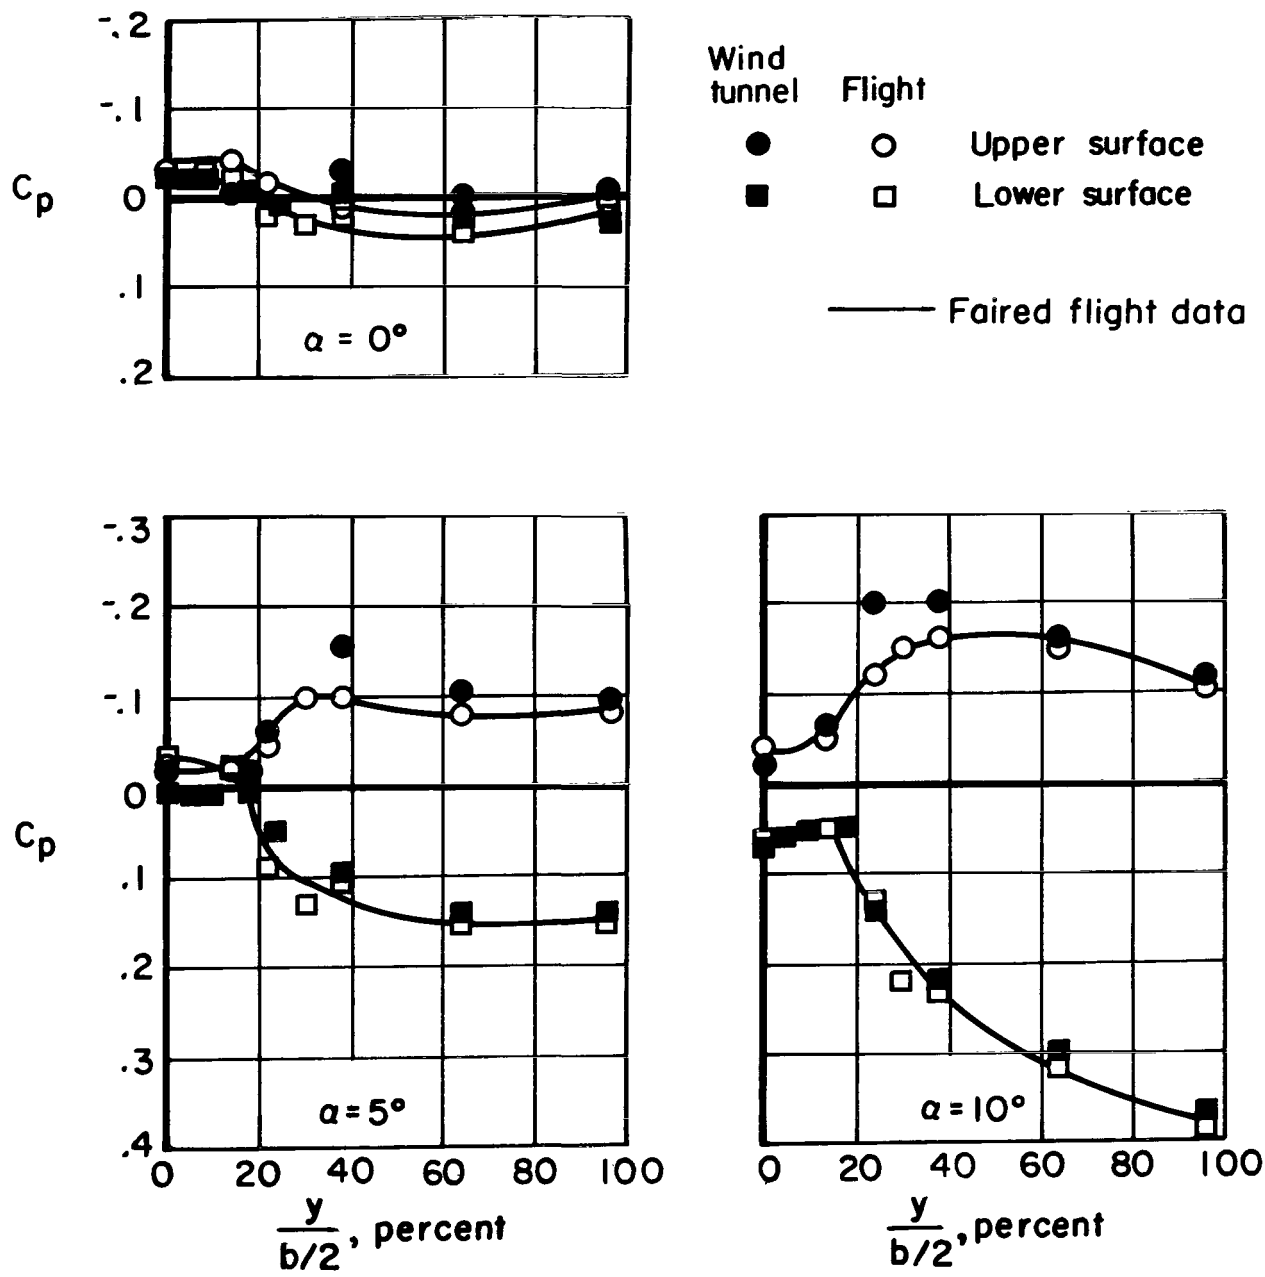 -.2
-.1
Cp
0
.1
.2
α = 0°
Wind
tunnel Flight
Upper surface
Lower surface
Faired flight data
-.3
-.2
-.1
0
Cp
.1
.2
.3
.4
α=5°
0 20 40 60 80 100
y
b/2, percent
α=10°
0 20 40 60 80 100
y
b/2, percent